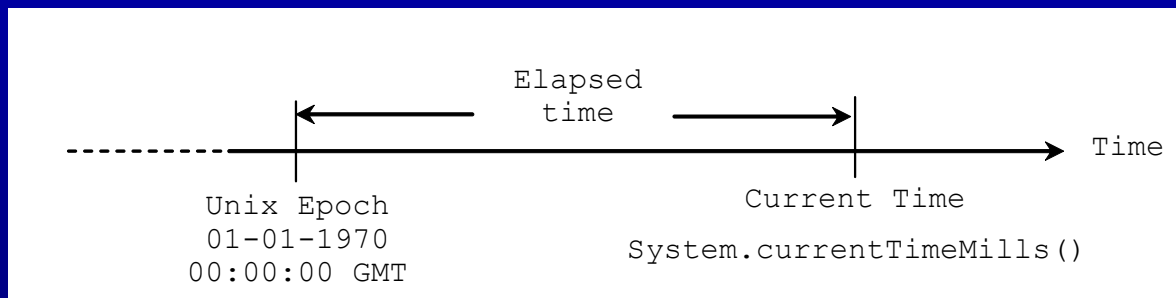 Elapsed
time
Time
Unix Epoch
01-01-1970
00:00:00 GMT
Current Time
System.currentTimeMills()